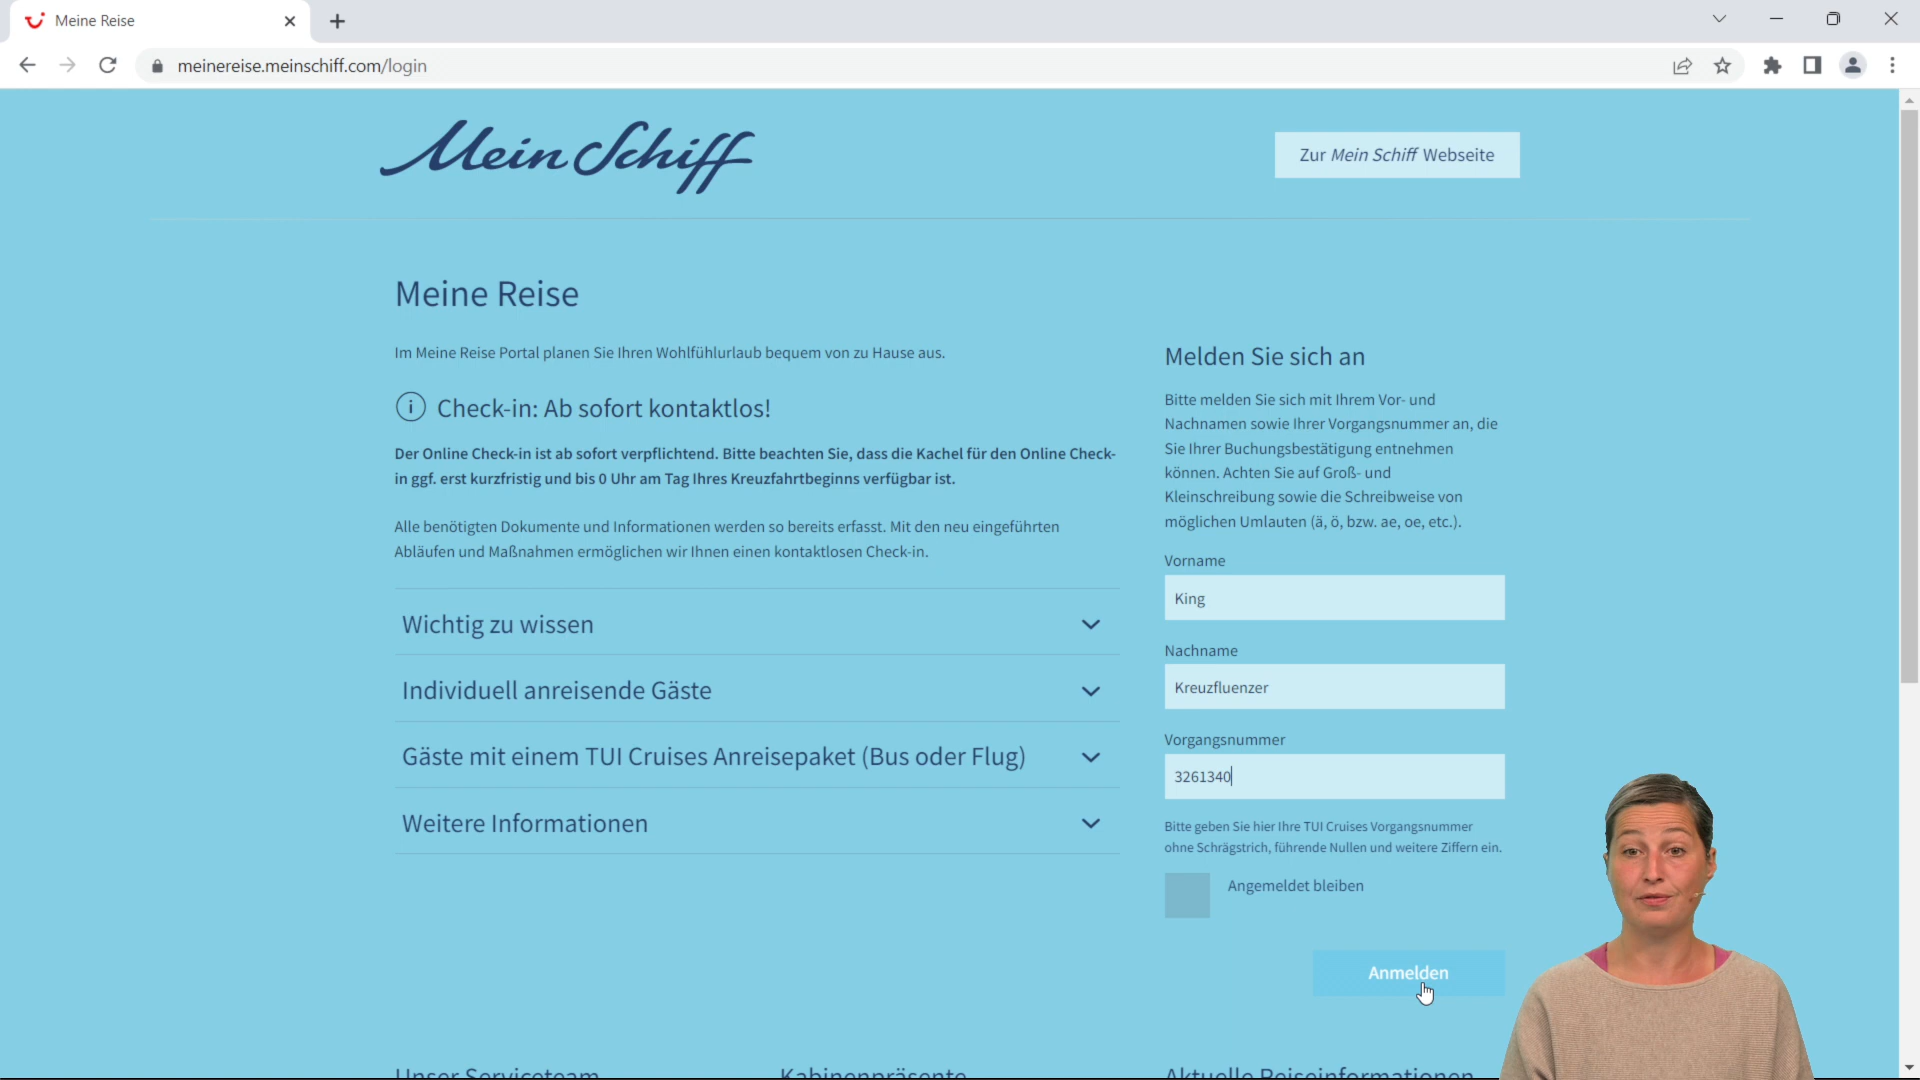 Meine Reise
meinereise.meinschiff.com/login
Mein Schiff
Zur Mein Schiff Webseite
Meine Reise
Im Meine Reise Portal planen Sie Ihren Wohlfühlurlaub bequem von zu Hause aus.
Check-in: Ab sofort kontaktlos!
Der Online Check-in ist ab sofort verpflichtend. Bitte beachten Sie, dass die Kachel für den Online Check-
in ggf. erst kurzfristig und bis 0 Uhr am Tag Ihres Kreuzfahrtbeginns verfügbar ist.
Alle benötigten Dokumente und Informationen werden so bereits erfasst. Mit den neu eingeführten
Abläufen und Maßnahmen ermöglichen wir Ihnen einen kontaktlosen Check-in.
Wichtig zu wissen
Individuell anreisende Gäste
Gäste mit einem TUI Cruises Anreisepaket (Bus oder Flug)
Weitere Informationen
Melden Sie sich an
Bitte melden Sie sich mit Ihrem Vor- und
Nachnamen sowie Ihrer Vorgangsnummer an, die
Sie Ihrer Buchungsbestätigung entnehmen
können. Achten Sie auf Groß- und
Kleinschreibung sowie die Schreibweise von
möglichen Umlauten (ä, ö, bzw. ae, oe, etc.).
Vorname
King
Nachname
Kreuzfluenzer
Vorgangsnummer
3261340
Bitte geben Sie hier Ihre TUI Cruises Vorgangsnummer
ohne Schrägstrich, führende Nullen und weitere Ziffern ein.
Angemeldet bleiben
Anmelden
Unser Serviceteam
Kabinenpräsente
Aktuelle Reiseinformationen